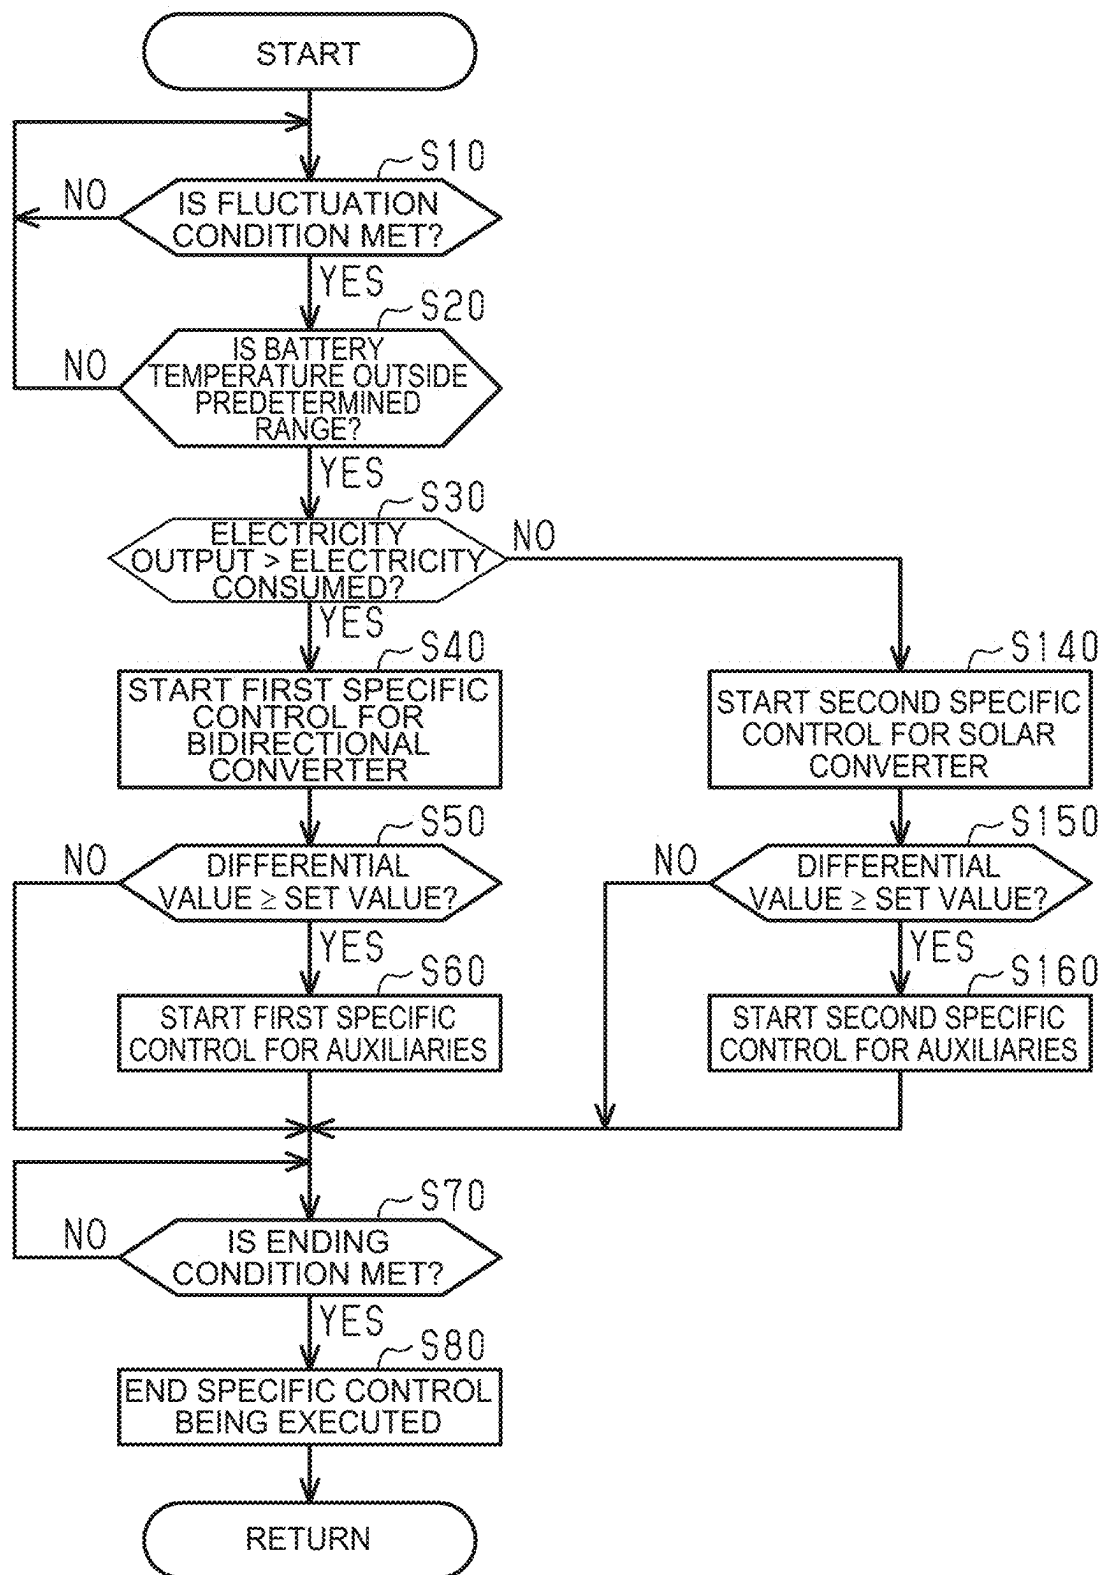 START
S10
NO
IS FLUCTUATION
CONDITION MET?
YES
S20
NO
IS BATTERY
TEMPERATURE OUTSIDE
PREDETERMINED
RANGE?
YES
S30
ELECTRICITY
OUTPUT > ELECTRICITY
CONSUMED?
NO
YES
S40
START FIRST SPECIFIC
CONTROL FOR
BIDIRECTIONAL
CONVERTER
S140
START SECOND SPECIFIC
CONTROL FOR SOLAR
CONVERTER
S50
NO
DIFFERENTIAL
VALUE ≥ SET VALUE?
YES
S150
NO
DIFFERENTIAL
VALUE ≥ SET VALUE?
YES
S60
START FIRST SPECIFIC
CONTROL FOR AUXILIARIES
S160
START SECOND SPECIFIC
CONTROL FOR AUXILIARIES
S70
NO
IS ENDING
CONDITION MET?
YES
S80
END SPECIFIC CONTROL
BEING EXECUTED
RETURN